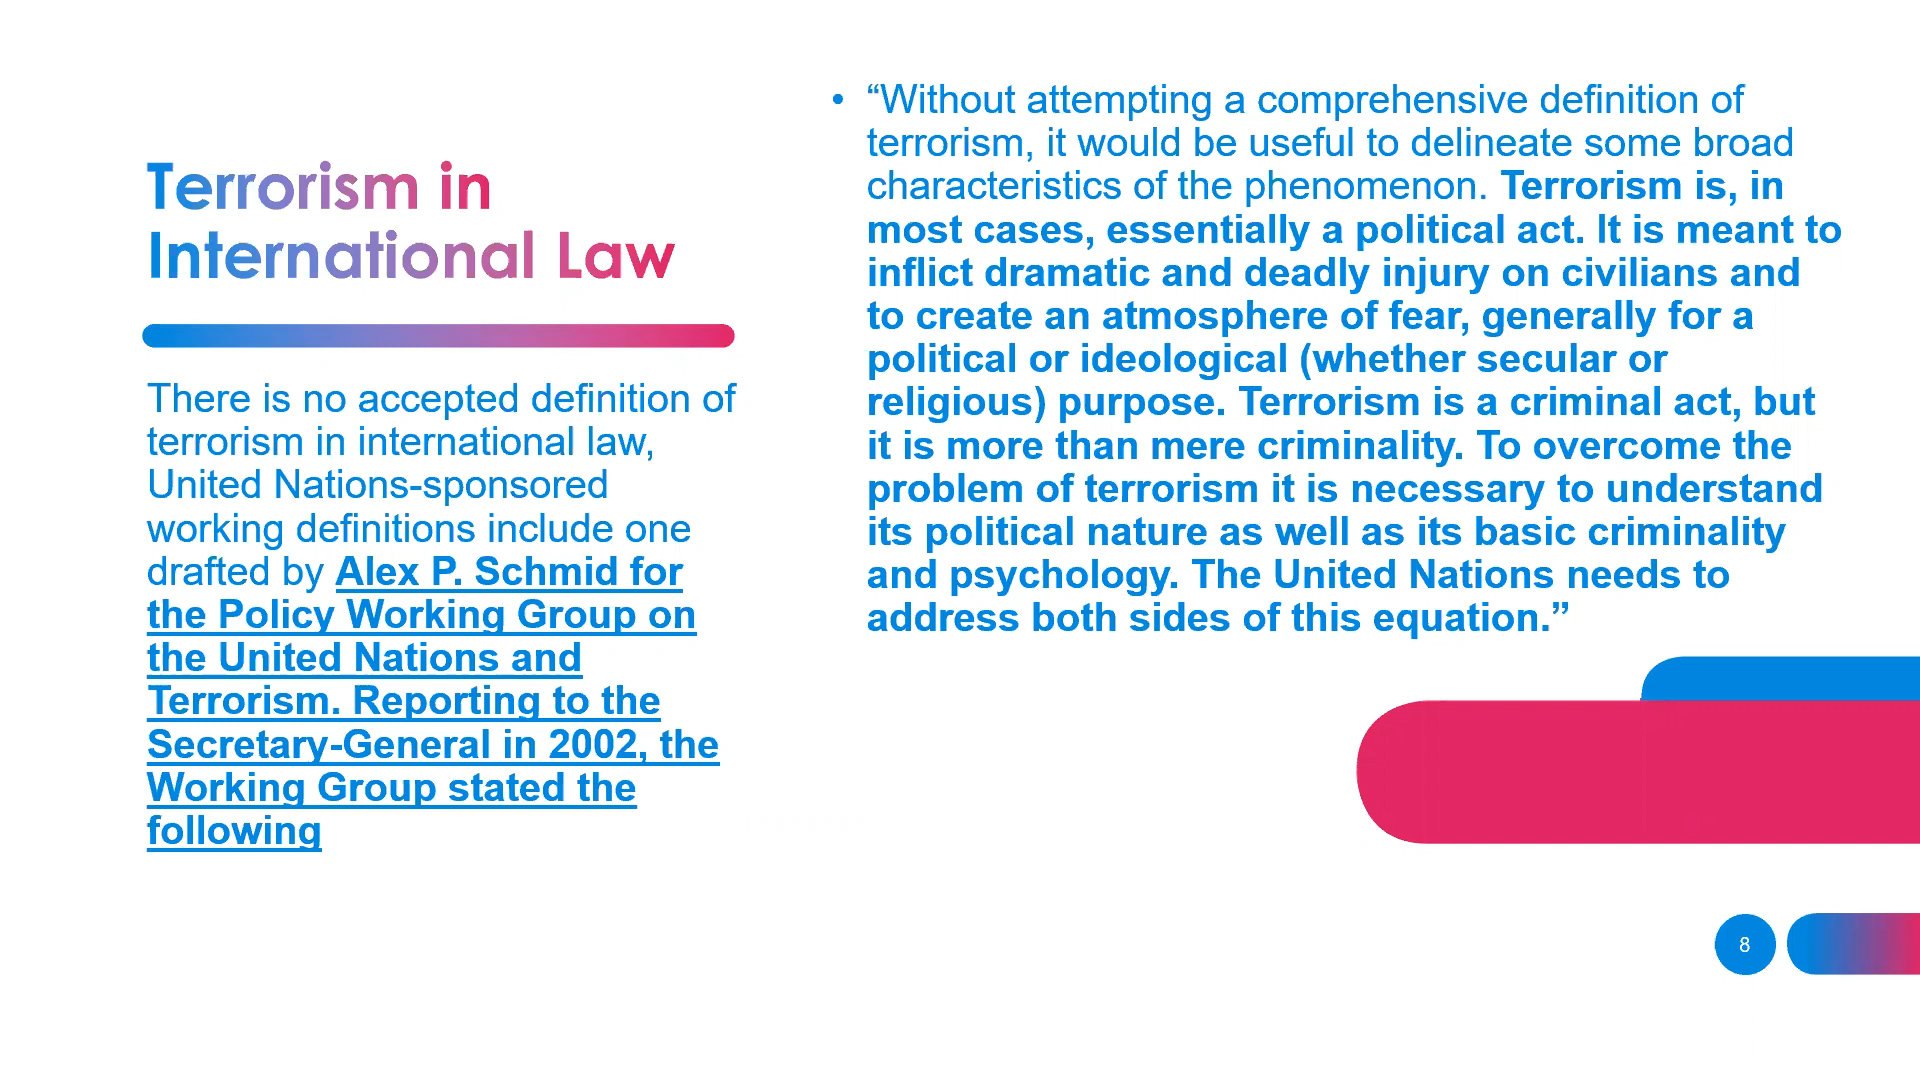 Terrorism in
International Law
There is no accepted definition of
terrorism in international law,
United Nations-sponsored
working definitions include one
drafted by Alex P. Schmid for
the Policy Working Group on
the United Nations and
Terrorism. Reporting to the
Secretary-General in 2002, the
Working Group stated the
following
• “Without attempting a comprehensive definition of
terrorism, it would be useful to delineate some broad
characteristics of the phenomenon. Terrorism is, in
most cases, essentially a political act. It is meant to
inflict dramatic and deadly injury on civilians and
to create an atmosphere of fear, generally for a
political or ideological (whether secular or
religious) purpose. Terrorism is a criminal act, but
it is more than mere criminality. To overcome the
problem of terrorism it is necessary to understand
its political nature as well as its basic criminality
and psychology. The United Nations needs to
address both sides of this equation.”
8